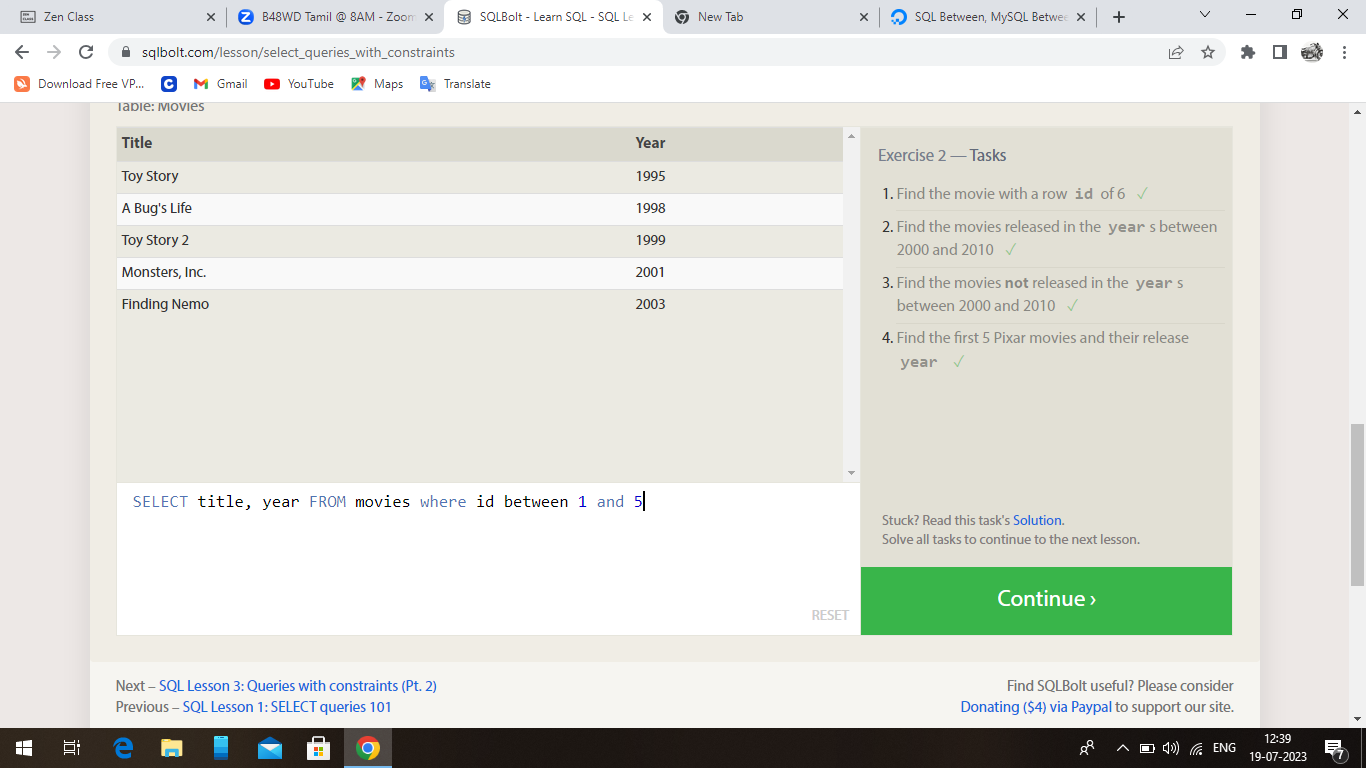 Zen Class
B48WD Tamil @ 8AM - Zoom
SQLBolt - Learn SQL - SQL Le
New Tab
SQL Between, MySQL Betwee
sqlbolt.com/lesson/select_queries_with_constraints
Download Free VP...
Gmail
YouTube
Maps
Translate
Table: Movies
Title Year
Toy Story 1995
A Bug's Life 1998
Toy Story 2 1999
Monsters, Inc. 2001
Finding Nemo 2003
SELECT title, year FROM movies where id between 1 and 5
RESET
Exercise 2 — Tasks
1. Find the movie with a row id of 6 ✓
2. Find the movies released in the year s between
2000 and 2010 ✓
3. Find the movies not released in the year s
between 2000 and 2010 ✓
4. Find the first 5 Pixar movies and their release
year ✓
Stuck? Read this task's Solution.
Solve all tasks to continue to the next lesson.
Continue ›
Next – SQL Lesson 3: Queries with constraints (Pt. 2)
Previous – SQL Lesson 1: SELECT queries 101
Find SQLBolt useful? Please consider
Donating ($4) via Paypal to support our site.
ENG
12:39
19-07-2023
7